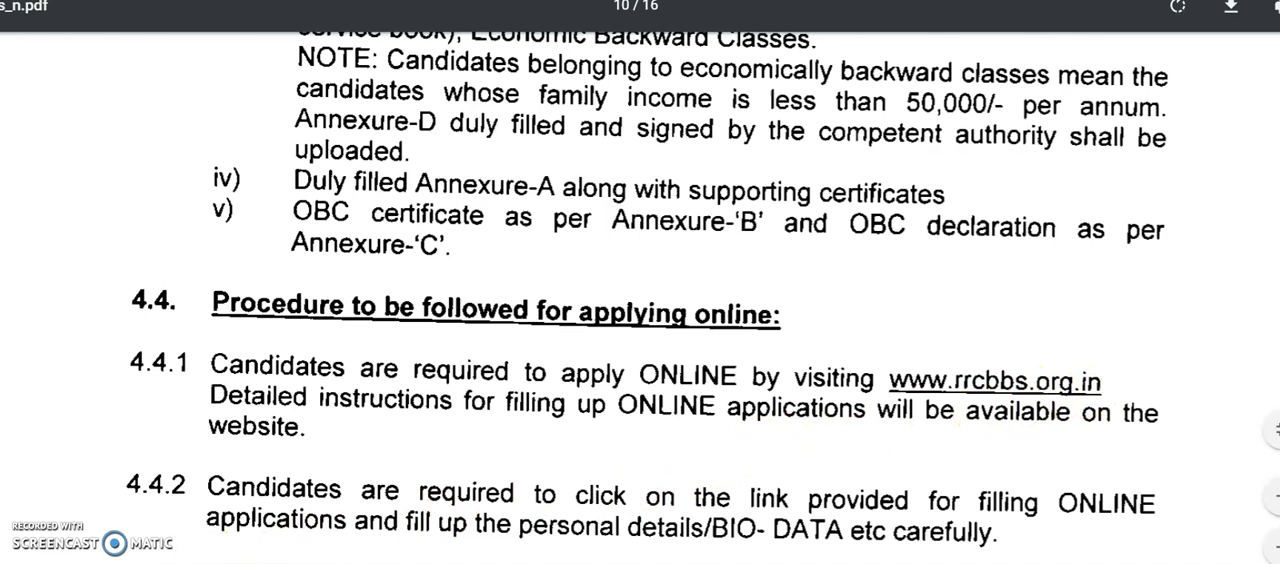 s_n.pdf
10 / 16
service book), Economic Backward Classes.
NOTE: Candidates belonging to economically backward classes mean the
candidates whose family income is less than 50,000/- per annum.
Annexure-D duly filled and signed by the competent authority shall be
uploaded.
iv) Duly filled Annexure-A along with supporting certificates
v) OBC certificate as per Annexure-‘B’ and OBC declaration as per
Annexure-‘C’.
4.4. Procedure to be followed for applying online:
4.4.1 Candidates are required to apply ONLINE by visiting www.rrcbbs.org.in
Detailed instructions for filling up ONLINE applications will be available on the
website.
4.4.2 Candidates are required to click on the link provided for filling ONLINE
applications and fill up the personal details/BIO- DATA etc carefully.
RECORDED WITH
SCREENCAST MATIC